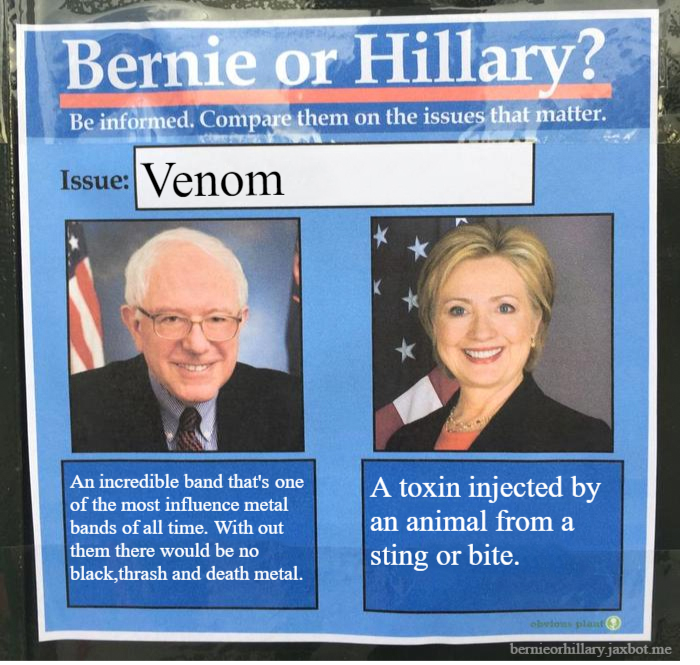 Bernie or Hillary?
Be informed. Compare them on the issues that matter.
Issue: Venom
An incredible band that's one
of the most influence metal
bands of all time. With out
them there would be no
black,thrash and death metal.
A toxin injected by
an animal from a
sting or bite.
obvious plant
bernieorhillary.jaxbot.me